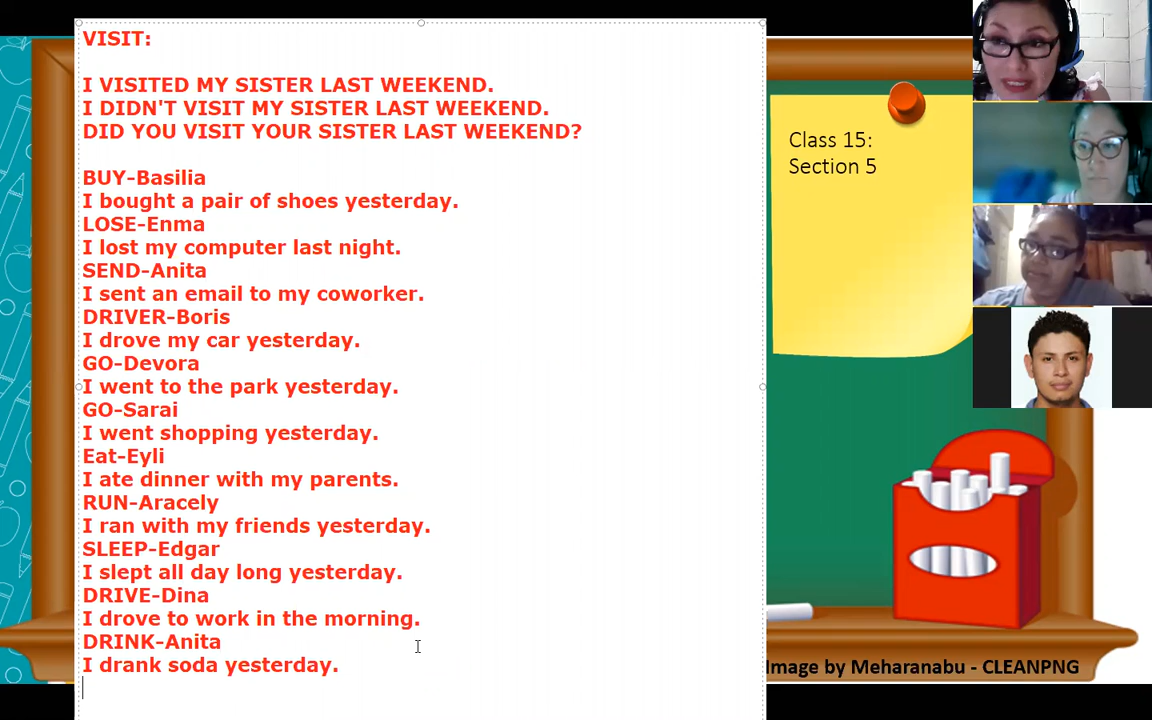 VISIT:
I VISITED MY SISTER LAST WEEKEND.
I DIDN'T VISIT MY SISTER LAST WEEKEND.
DID YOU VISIT YOUR SISTER LAST WEEKEND?
BUY-Basilia
I bought a pair of shoes yesterday.
LOSE-Enma
I lost my computer last night.
SEND-Anita
I sent an email to my coworker.
DRIVER-Boris
I drove my car yesterday.
GO-Devora
I went to the park yesterday.
GO-Sarai
I went shopping yesterday.
Eat-Eyli
I ate dinner with my parents.
RUN-Aracely
I ran with my friends yesterday.
SLEEP-Edgar
I slept all day long yesterday.
DRIVE-Dina
I drove to work in the morning.
DRINK-Anita
I drank soda yesterday.
Class 15:
Section 5
Image by Meharanabu - CLEANPNG